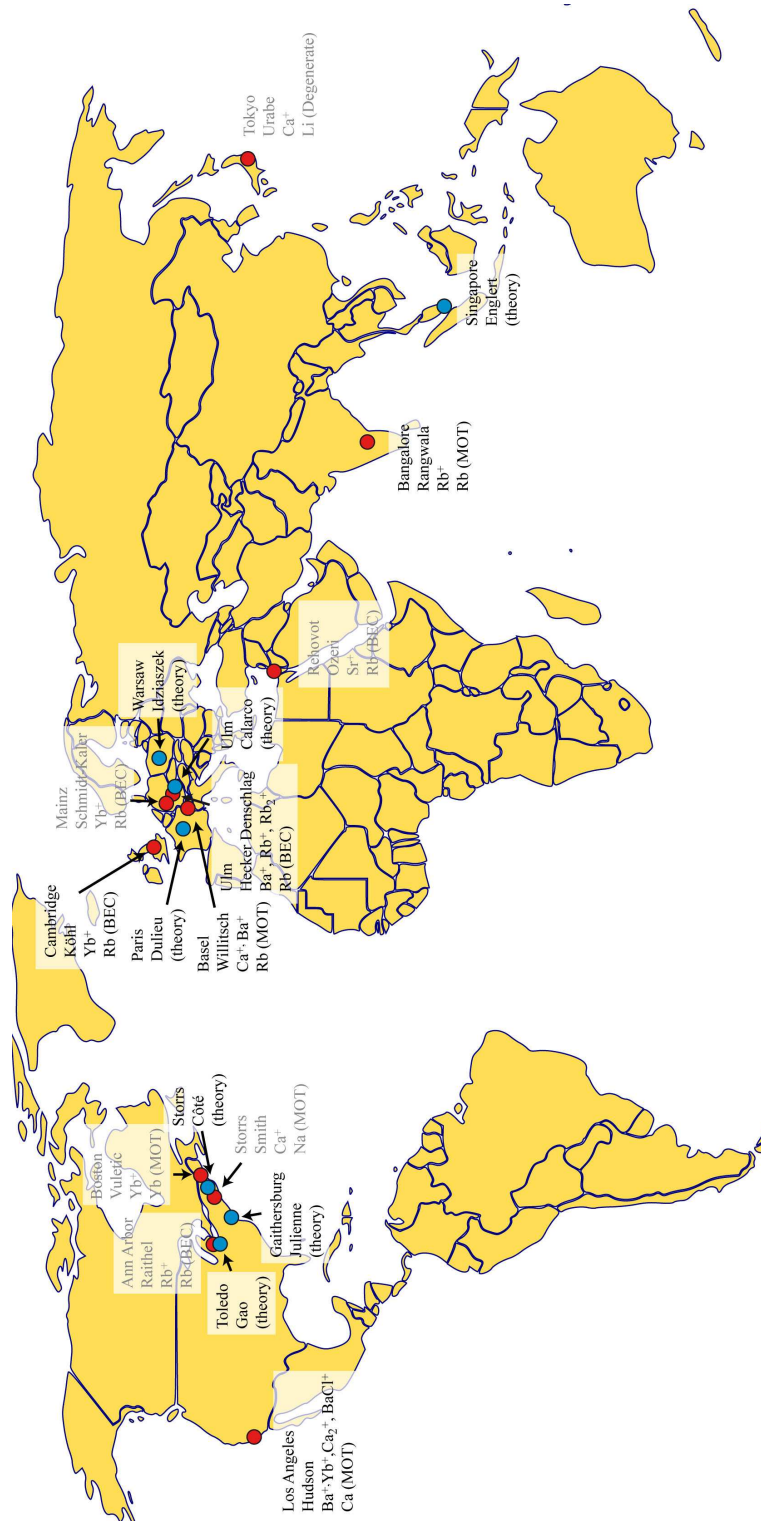 Los Angeles
Hudson
Ba⁺,Yb⁺,Ca₂⁺, BaCl⁺
Ca (MOT)
Toledo
Gao
(theory)
Ann Arbor
Raithel
Rb⁺
Rb (BEC)
Gaithersburg
Julienne
(theory)
Boston
Vuletic
Yb⁺
Yb (MOT)
Storrs
Côté
(theory)
Storrs
Smith
Ca⁺
Na (MOT)
Cambridge
Köhl
Yb⁺
Rb (BEC)
Paris
Dulieu
(theory)
Basel
Willitsch
Ca⁺, Ba⁺
Rb (MOT)
Ulm
Hecker Denschlag
Ba⁺, Rb⁺, Rb₂⁺
Rb (BEC)
Mainz
Schmidt-Kaler
Yb⁺
Rb (BEC)
Ulm
Calarco
(theory)
Warsaw
Idziaszek
(theory)
Rehovot
Ozeri
Sr⁺
Rb (BEC)
Bangalore
Rangwala
Rb⁺
Rb (MOT)
Singapore
Englert
(theory)
Tokyo
Urabe
Ca⁺
Li (Degenerate)